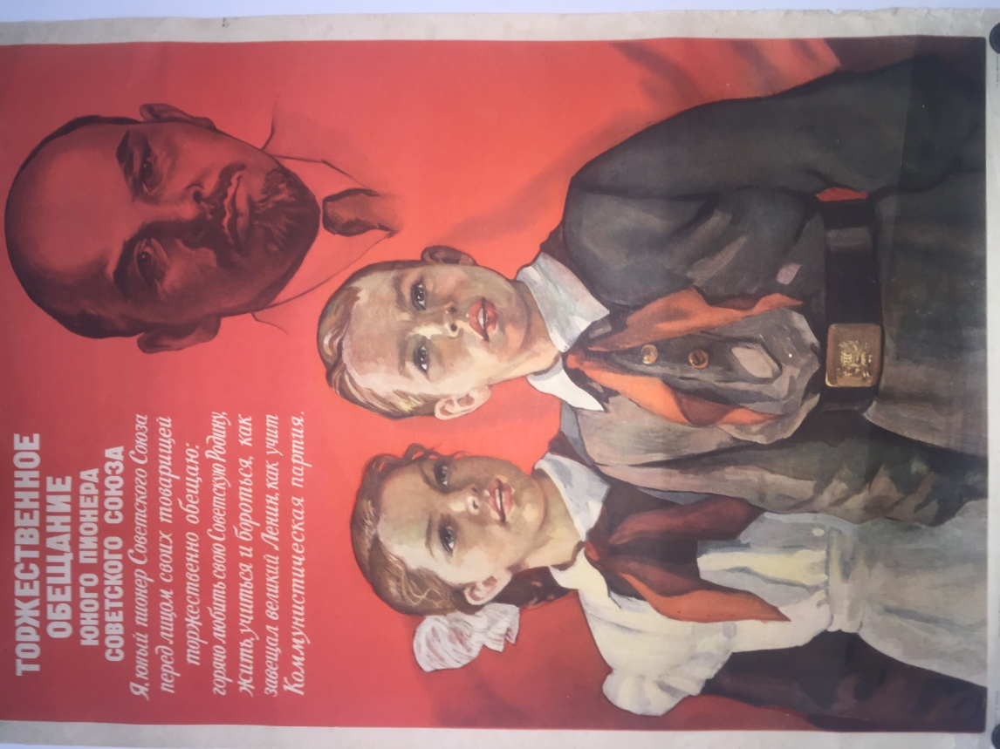 ТОРЖЕСТВЕННОЕ
ОБЕЩАНИЕ
ЮНОГО ПИОНЕРА
СОВЕТСКОГО СОЮЗА
Я, юный пионер Советского Союза
перед лицом своих товарищей
торжественно обещаю:
горячо любить свою Советскую Родину,
жить, учиться и бороться, как
завещал великий Ленин, как учит
Коммунистическая партия.